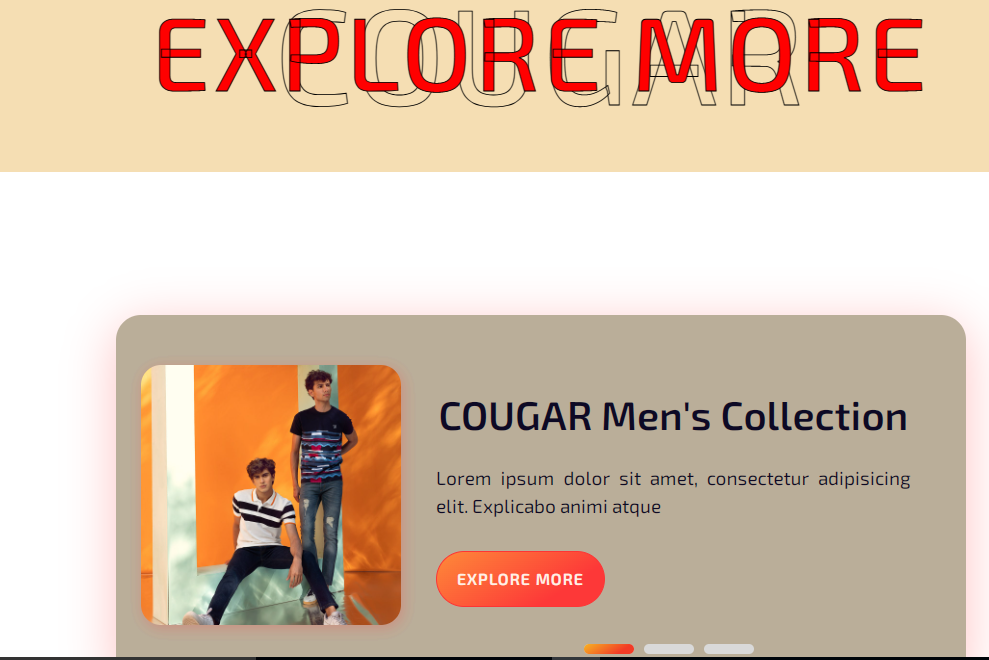 COUGAR
EXPLORE MORE
COUGAR Men's Collection
Lorem ipsum dolor sit amet, consectetur adipisicing
elit. Explicabo animi atque
EXPLORE MORE